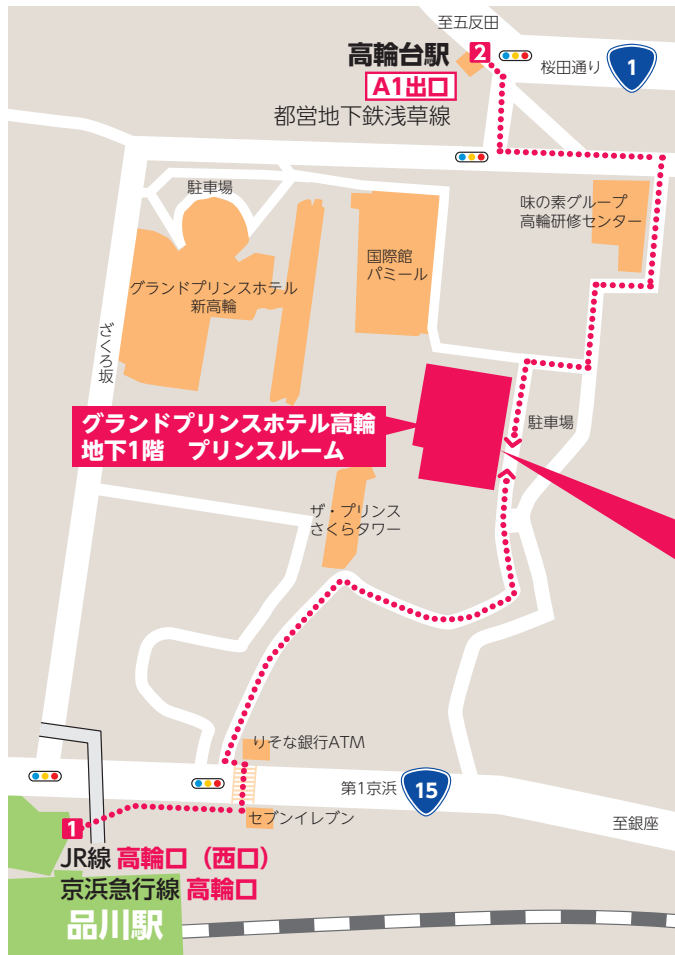 至五反田
高輪台駅
2
A1出口
都営地下鉄浅草線
桜田通り
1
駐車場
味の素グループ
高輪研修センター
国際館
パミール
グランドプリンスホテル
新高輪
ざくろ坂
グランドプリンスホテル高輪
地下1階　プリンスルーム
駐車場
ザ・プリンス
さくらタワー
りそな銀行ATM
第1京浜
15
セブンイレブン
至銀座
1
JR線 高輪口（西口）
京浜急行線 高輪口
品川駅